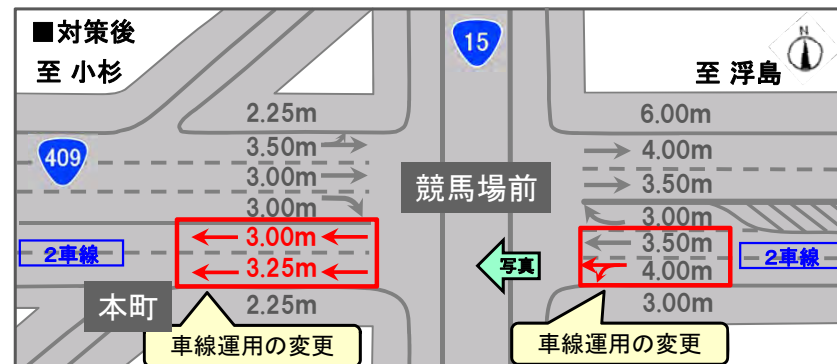 ■対策後
至 小杉
15
N
至 浮島
2.25m
6.00m
409
3.50m
4.00m
3.00m
3.50m
競馬場前
3.00m
3.00m
3.00m
3.50m
2車線
写真
2車線
3.25m
4.00m
本町
2.25m
3.00m
車線運用の変更
車線運用の変更